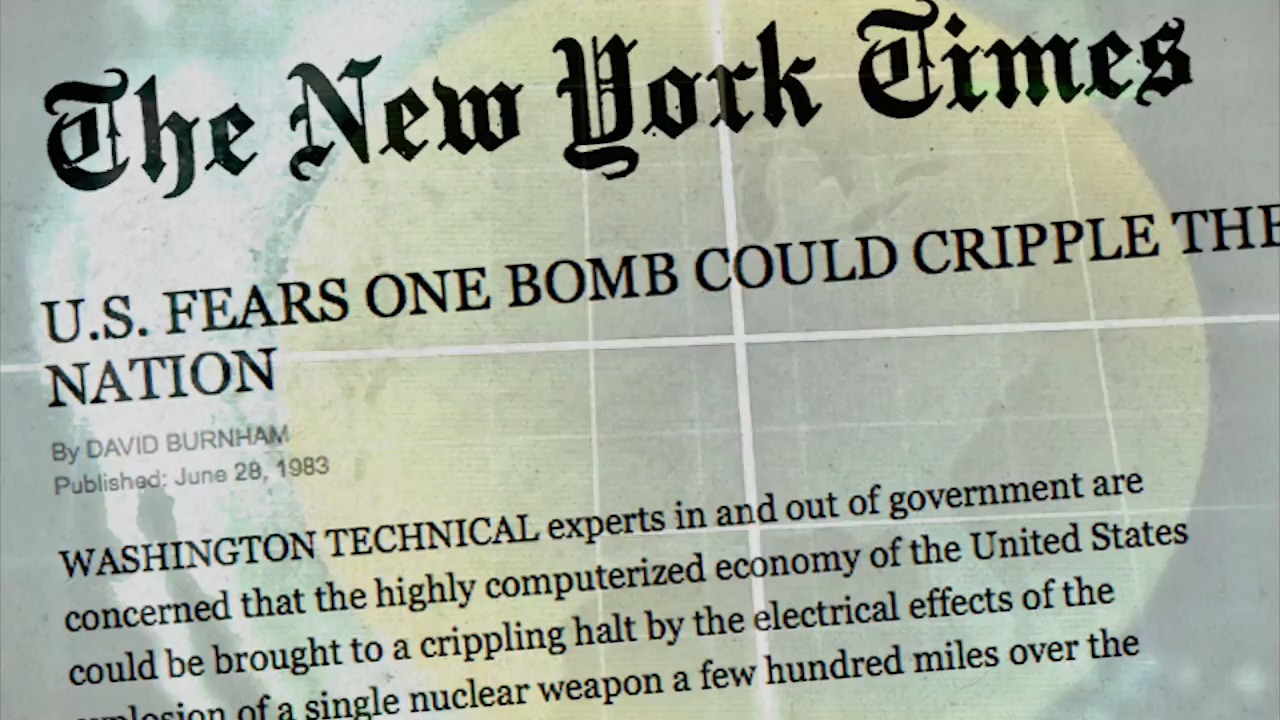 The New York Times
U.S. FEARS ONE BOMB COULD CRIPPLE THE
NATION
By DAVID BURNHAM
Published: June 28, 1983
WASHINGTON TECHNICAL experts in and out of government are
concerned that the highly computerized economy of the United States
could be brought to a crippling halt by the electrical effects of the
explosion of a single nuclear weapon a few hundred miles over the